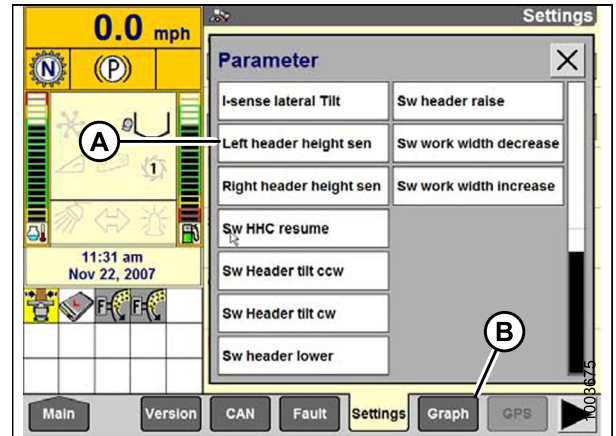 0.0 mph
Settings
N
(P)
Parameter
I-sense lateral Tilt
Sw header raise
A
Left header height sen
Sw work width decrease
1
Right header height sen
Sw work width increase
Sw HHC resume
11:31 am
Nov 22, 2007
Sw Header tilt ccw
F
F
Sw Header tilt cw
B
Sw header lower
Main
Version
CAN
Fault
Settings
Graph
GPS
1003675